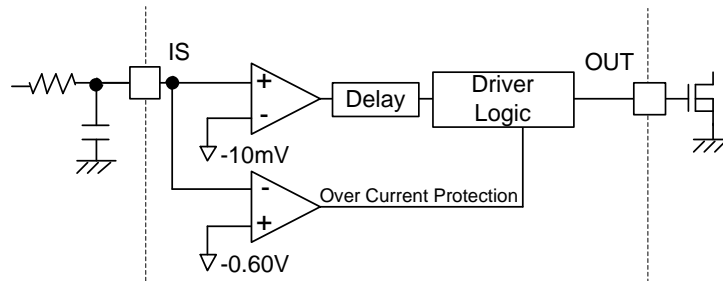 IS
OUT
+
-
-10mV
Delay
Driver
Logic
-
+
-0.60V
Over Current Protection